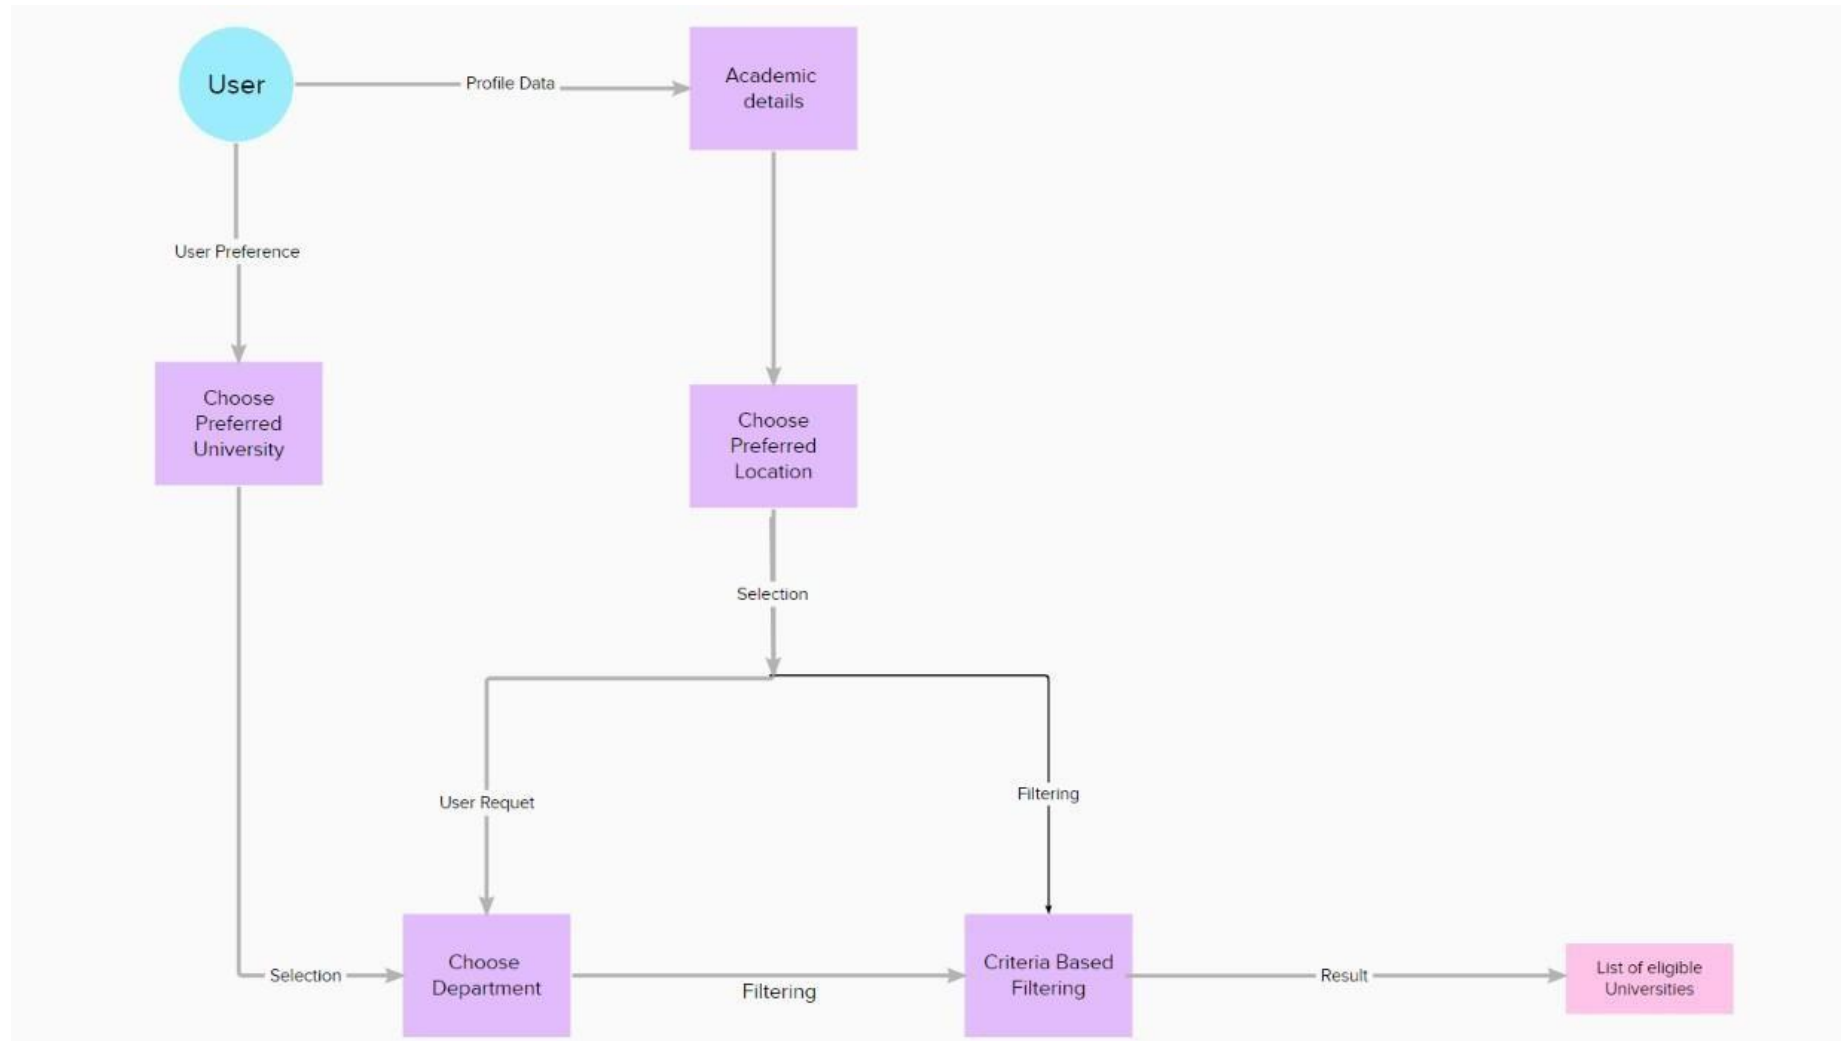 User
Profile Data
Academic
details
User Preference
Choose
Preferred
University
Choose
Preferred
Location
Selection
User Requet
Filtering
Selection
Choose
Department
Filtering
Criteria Based
Filtering
Result
List of eligible
Universities